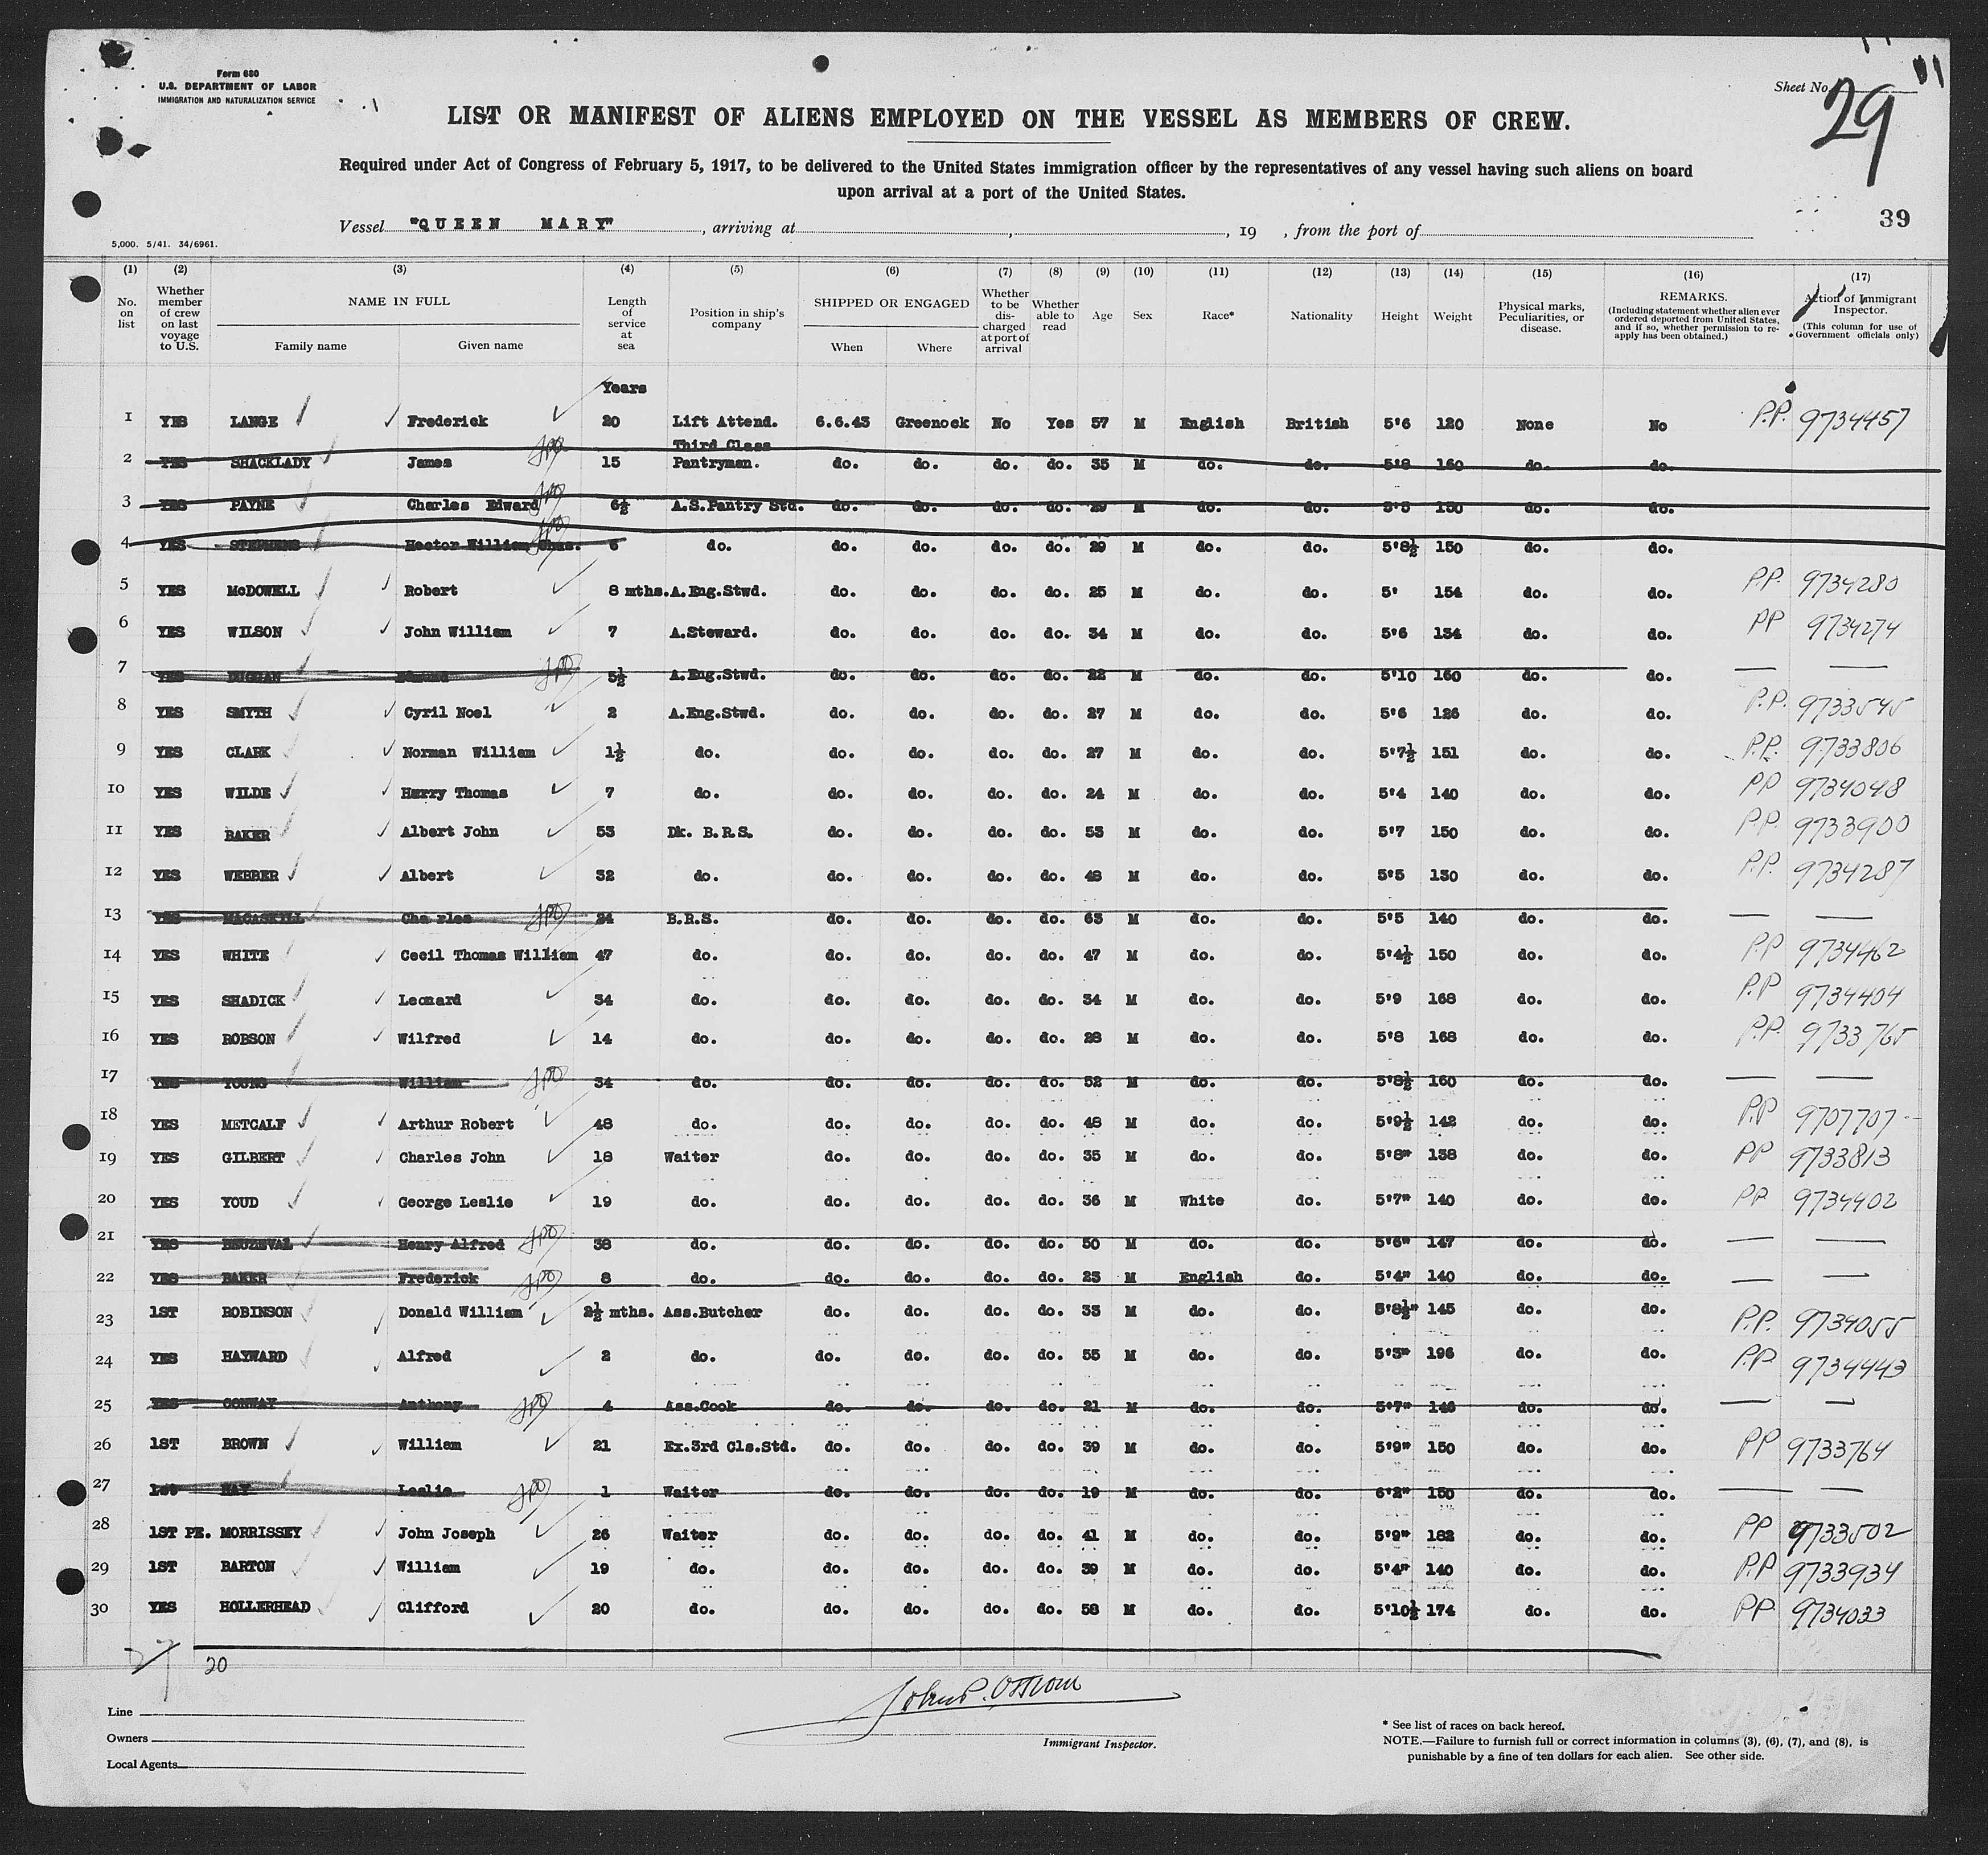 Form 680
U.S. DEPARTMENT OF LABOR
IMMIGRATION AND NATURALIZATION SERVICE
Sheet No. 29
LIST OR MANIFEST OF ALIENS EMPLOYED ON THE VESSEL AS MEMBERS OF CREW.
Required under Act of Congress of February 5, 1917, to be delivered to the United States immigration officer by the representatives of any vessel having such aliens on board
upon arrival at a port of the United States.
39
Vessel "QUEEN MARY", arriving at , , 19 , from the port of
5,000. 5/41. 34/6961.
(1) (2) (3) (4) (5) (6) (7) (8) (9) (10) (11) (12) (13) (14) (15) (16) (17)
No. on list
Whether member of crew on last voyage to U.S.
NAME IN FULL
Family name
Given name
Length of service at sea
Position in ship's company
SHIPPED OR ENGAGED
When
Where
Whether to be discharged at port of arrival
Whether able to read
Age
Sex
Race*
Nationality
Height
Weight
Physical marks, Peculiarities, or disease.
REMARKS.
(Including statement whether alien ever ordered deported from United States, and if so, whether permission to re-apply has been obtained.)
Action of Immigrant Inspector.
(This column for use of Government officials only)
Years
1 YES LANGE Frederick 20 Lift Attend. 6.6.43 Greenock No Yes 57 M English British 5'6 120 None No P.P. 9734457
2 YES SHACKLADY James 15 Third Class Pantryman. do. do. do. do. 35 M do. do. 5'8 160 do. do.
3 YES PAYNE Charles Edward 6½ A.S.Pantry Std. do. do. do. do. 29 M do. do. 5'5 150 do. do.
4 YES STEPHENS Hector William Chas. 6 do. do. do. do. do. 29 M do. do. 5'8½ 150 do. do.
5 YES McDOWELL Robert 8 mths. A.Eng.Stwd. do. do. do. do. 25 M do. do. 5' 154 do. do. P.P. 9734280
6 YES WILSON John William 7 A.Steward. do. do. do. do. 34 M do. do. 5'6 134 do. do. PP 9734274
7 YES DUGGAN Edmund 5½ A.Eng.Stwd. do. do. do. do. 22 M do. do. 5'10 160 do. do. — —
8 YES SMYTH Cyril Noel 2 A.Eng.Stwd. do. do. do. do. 27 M do. do. 5'6 126 do. do. P.P. 9733545
9 YES CLARK Norman William 1½ do. do. do. do. do. 27 M do. do. 5'7½ 151 do. do. P.P. 9733806
10 YES WILDE Harry Thomas 7 do. do. do. do. do. 24 M do. do. 5'4 140 do. do. PP 9734048
11 YES BAKER Albert John 53 Dk. B.R.S. do. do. do. do. 53 M do. do. 5'7 150 do. do. P.P. 9733900
12 YES WEBBER Albert 32 do. do. do. do. do. 48 M do. do. 5'5 130 do. do. P.P. 9734287
13 YES MACASKILL Charles 24 B.R.S. do. do. do. do. 63 M do. do. 5'5 140 do. do. — —
14 YES WHITE Cecil Thomas William 47 do. do. do. do. do. 47 M do. do. 5'4½ 150 do. do. PP 9734462
15 YES SHADICK Leonard 34 do. do. do. do. do. 34 M do. do. 5'9 168 do. do. P.P 9734404
16 YES ROBSON Wilfred 14 do. do. do. do. do. 28 M do. do. 5'8 168 do. do. P.P. 9733765
17 YES YOUNG William 34 do. do. do. do. do. 52 M do. do. 5'8½ 160 do. do. — —
18 YES METCALF Arthur Robert 48 do. do. do. do. do. 48 M do. do. 5'9½ 142 do. do. P.P 9707707
19 YES GILBERT Charles John 18 Waiter do. do. do. do. 35 M do. do. 5'8" 138 do. do. PP 9733813
20 YES YOUD George Leslie 19 do. do. do. do. do. 36 M White do. 5'7" 140 do. do. PP 9734402
21 YES BEUZEVAL Henry Alfred 38 do. do. do. do. do. 50 M do. do. 5'6" 147 do. do. — —
22 YES BAKER Frederick 8 do. do. do. do. do. 23 M English do. 5'4" 140 do. do. — —
23 1ST ROBINSON Donald William 2½ mths. Ass.Butcher do. do. do. do. 33 M do. do. 5'8½" 145 do. do. P.P. 9734055
24 YES HAYWARD Alfred 2 do. do. do. do. do. 55 M do. do. 5'3" 196 do. do. P.P 9734443
25 YES CONWAY Anthony 4 Ass.Cook do. do. do. do. 21 M do. do. 5'7" 146 do. do. — —
26 1ST BROWN William 21 Ex.3rd Cls.Std. do. do. do. do. 39 M do. do. 5'9" 150 do. do. PP 9733764
27 1st HAY Leslie 1 Waiter do. do. do. do. 19 M do. do. 6'2" 150 do. do. — —
28 1ST PE. MORRISSEY John Joseph 26 Waiter do. do. do. do. 41 M do. do. 5'9" 182 do. do. PP 9733502
29 1ST BARTON William 19 do. do. do. do. do. 39 M do. do. 5'4" 140 do. do. P.P 9733934
30 YES HOLLERHEAD Clifford 20 do. do. do. do. do. 58 M do. do. 5'10½ 174 do. do. PP 9734033
20
Line
Owners
Local Agents
Immigrant Inspector.
* See list of races on back hereof.
NOTE.—Failure to furnish full or correct information in columns (3), (6), (7), and (8), is
punishable by a fine of ten dollars for each alien. See other side.